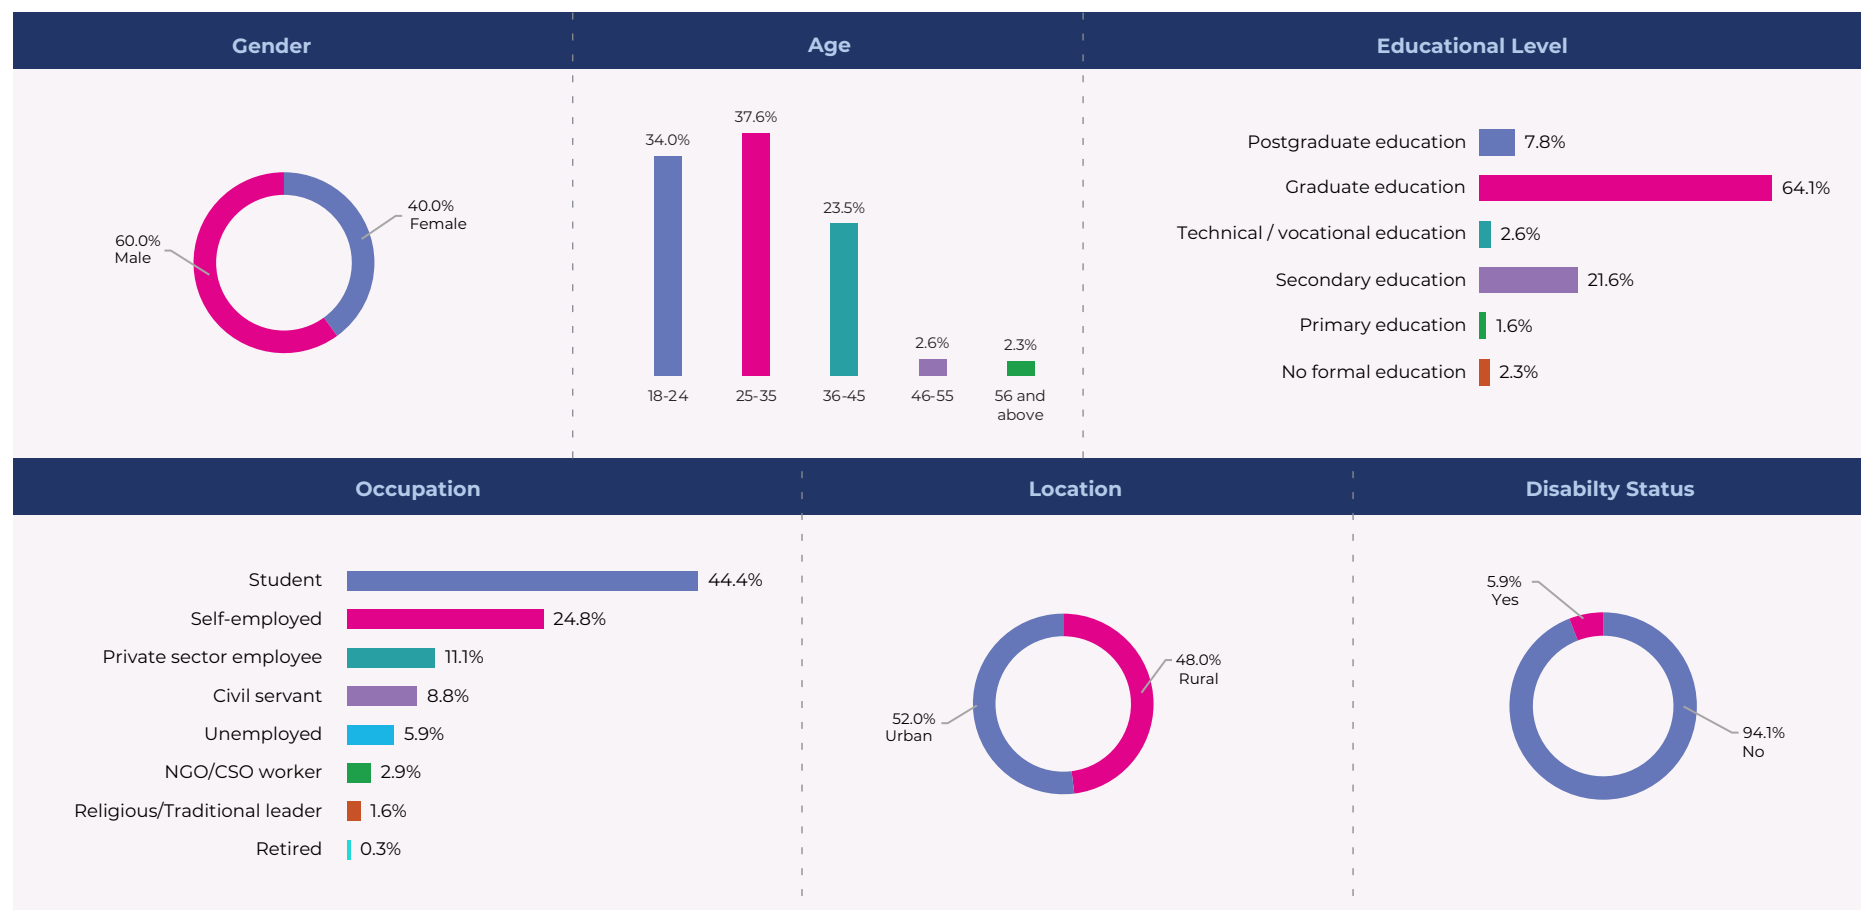 Gender
60.0%
Male
40.0%
Female
Age
34.0%
37.6%
23.5%
2.6%
2.3%
18-24
25-35
36-45
46-55
56 and
above
Educational Level
Postgraduate education 7.8%
Graduate education 64.1%
Technical / vocational education 2.6%
Secondary education 21.6%
Primary education 1.6%
No formal education 2.3%
Occupation
Student 44.4%
Self-employed 24.8%
Private sector employee 11.1%
Civil servant 8.8%
Unemployed 5.9%
NGO/CSO worker 2.9%
Religious/Traditional leader 1.6%
Retired 0.3%
Location
48.0%
Rural
52.0%
Urban
Disabilty Status
5.9%
Yes
94.1%
No